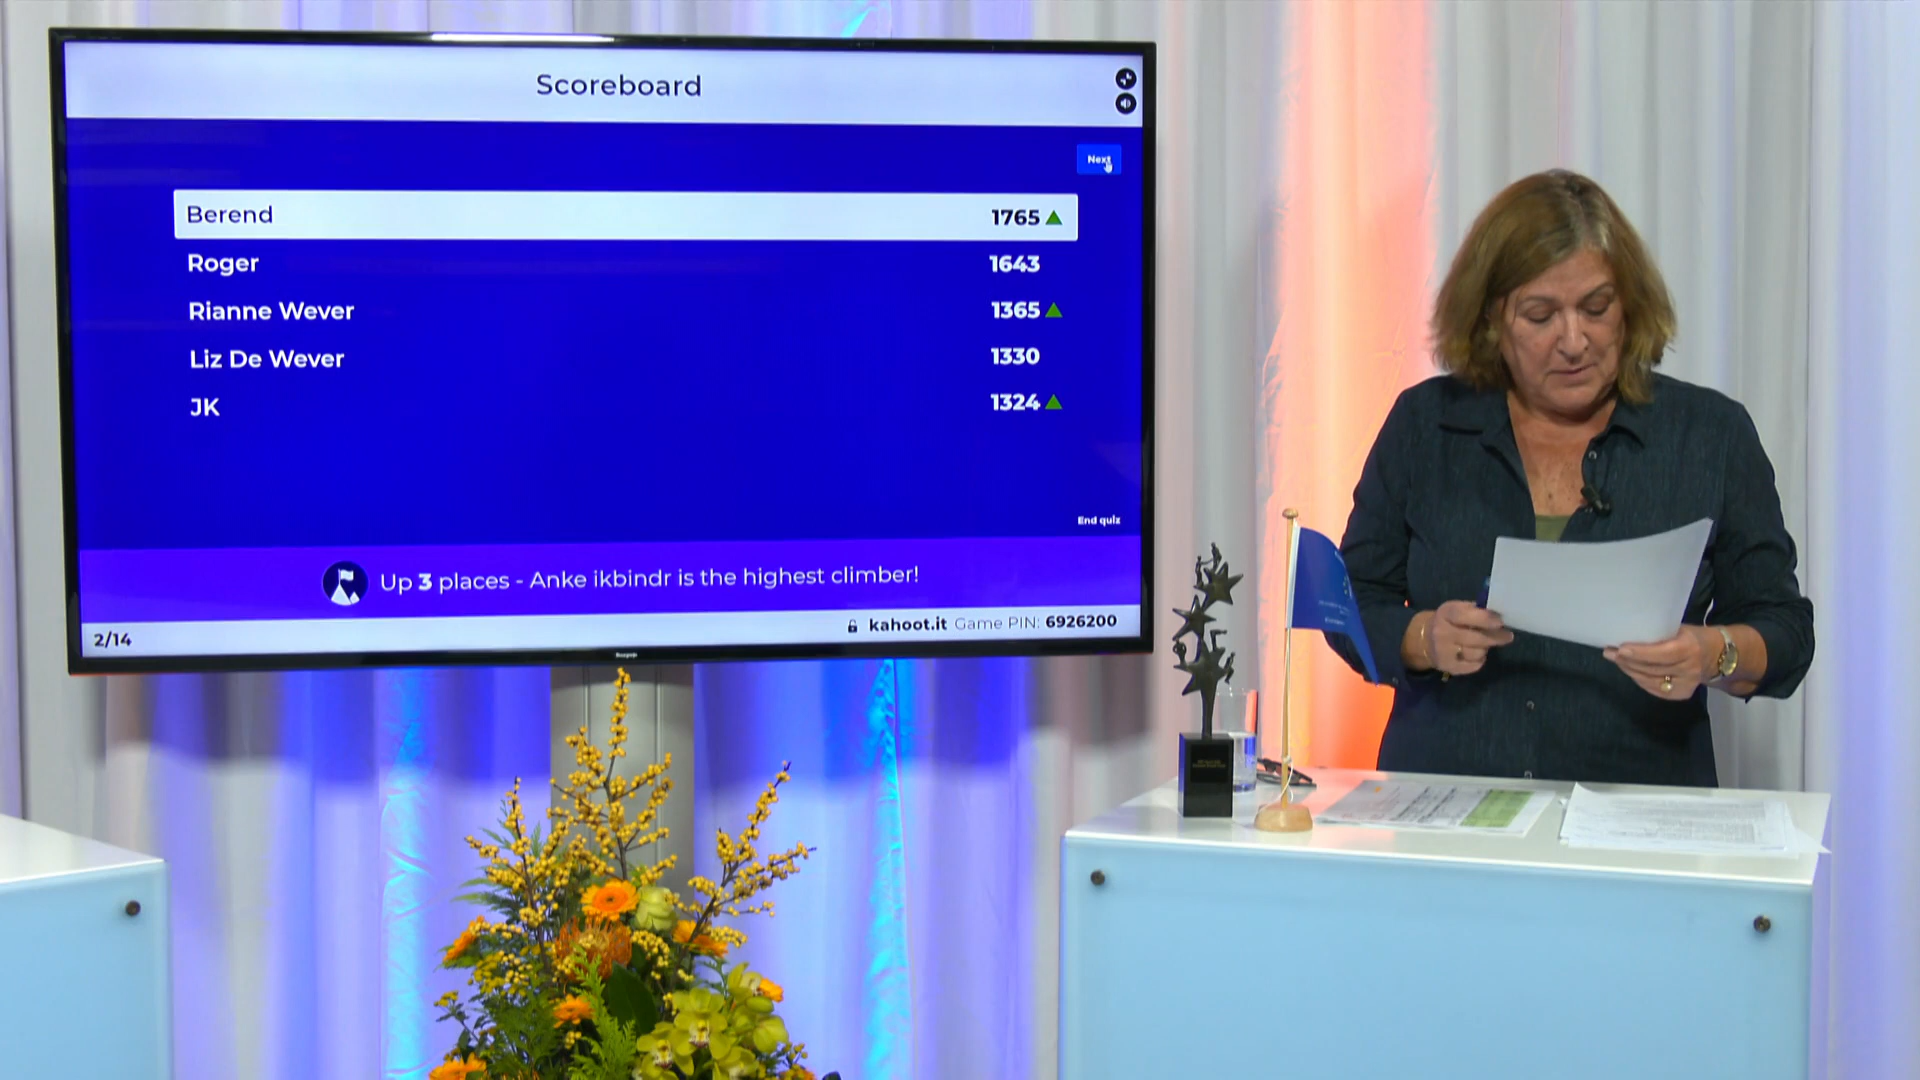 Scoreboard
Next
Berend 1765
Roger 1643
Rianne Wever 1365
Liz De Wever 1330
JK 1324
End quiz
Up 3 places - Anke ikbindr is the highest climber!
2/14
kahoot.it Game PIN: 6926200